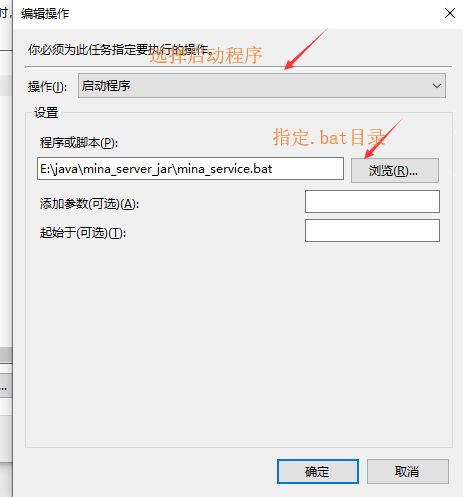 时,
编辑操作
你必须为此任务指定要执行的操作。
选择启动程序
操作(I):
启动程序
设置
指定.bat目录
程序或脚本(P):
E:\java\mina_server_jar\mina_service.bat
浏览(R)...
添加参数(可选)(A):
起始于(可选)(T):
...
确定
取消